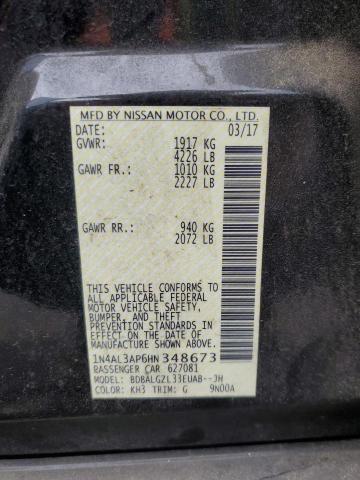 MFD BY NISSAN MOTOR CO., LTD.
DATE: 03/17
GVWR: 1917 KG
4226 LB
GAWR FR.: 1010 KG
2227 LB
GAWR RR.: 940 KG
2072 LB
THIS VEHICLE CONFORMS TO
ALL APPLICABLE FEDERAL
MOTOR VEHICLE SAFETY,
BUMPER, AND THEFT
PREVENTION STANDARDS
IN EFFECT ON THE DATE OF
MANUFACTURE SHOWN ABOVE.
1N4AL3AP6HN348673
PASSENGER CAR 627081
MODEL: BDBALGZL33EUAB--JH
COLOR: KH3 TRIM: G 9N00A